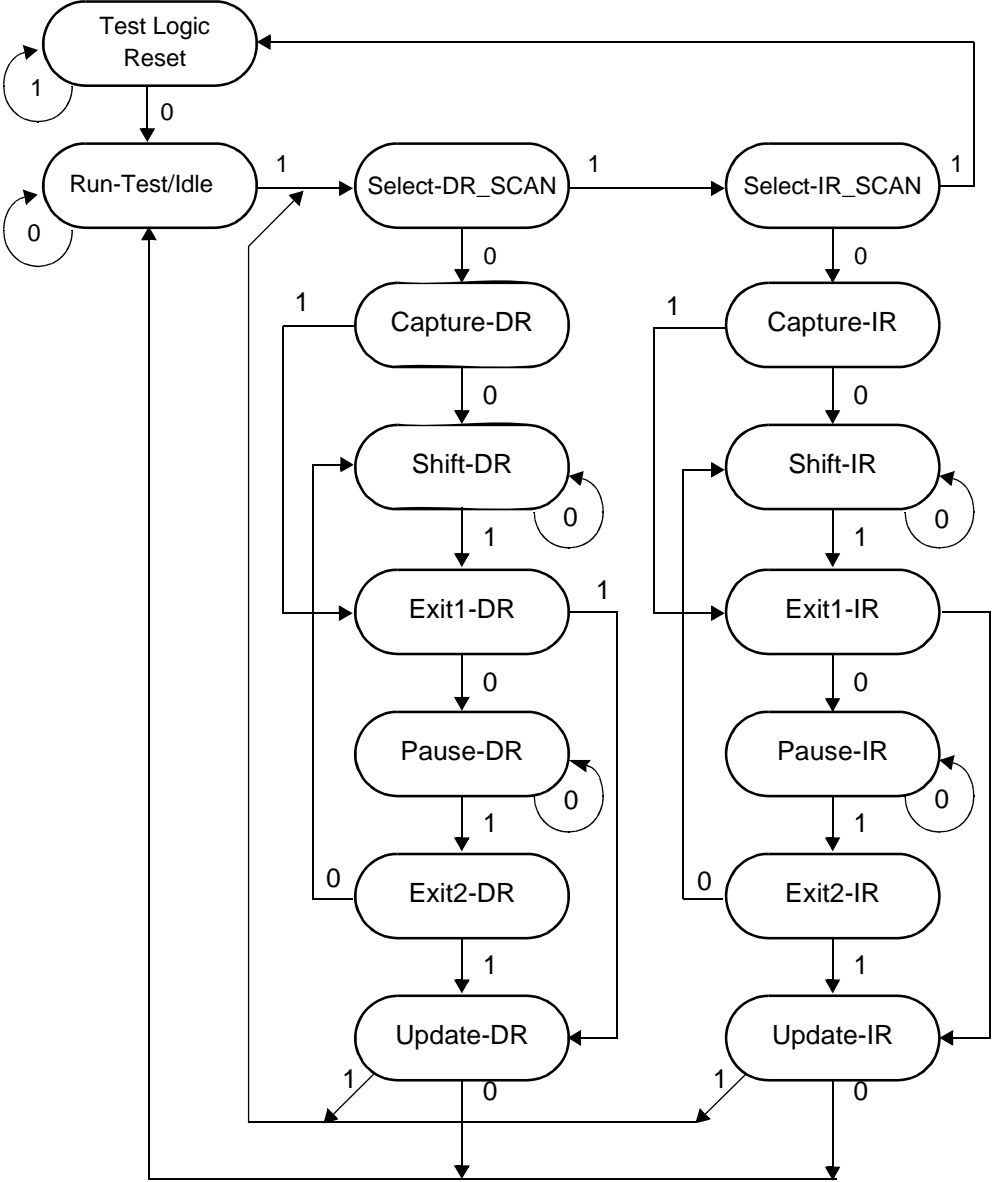 Test Logic
Reset
1
0
Run-Test/Idle
1
Select-DR_SCAN
1
Select-IR_SCAN
1
0
0
0
1
Capture-DR
1
Capture-IR
0
0
Shift-DR
Shift-IR
0
0
1
1
Exit1-DR
1
Exit1-IR
0
0
Pause-DR
Pause-IR
0
0
1
1
0
Exit2-DR
0
Exit2-IR
1
1
Update-DR
Update-IR
1
0
1
0